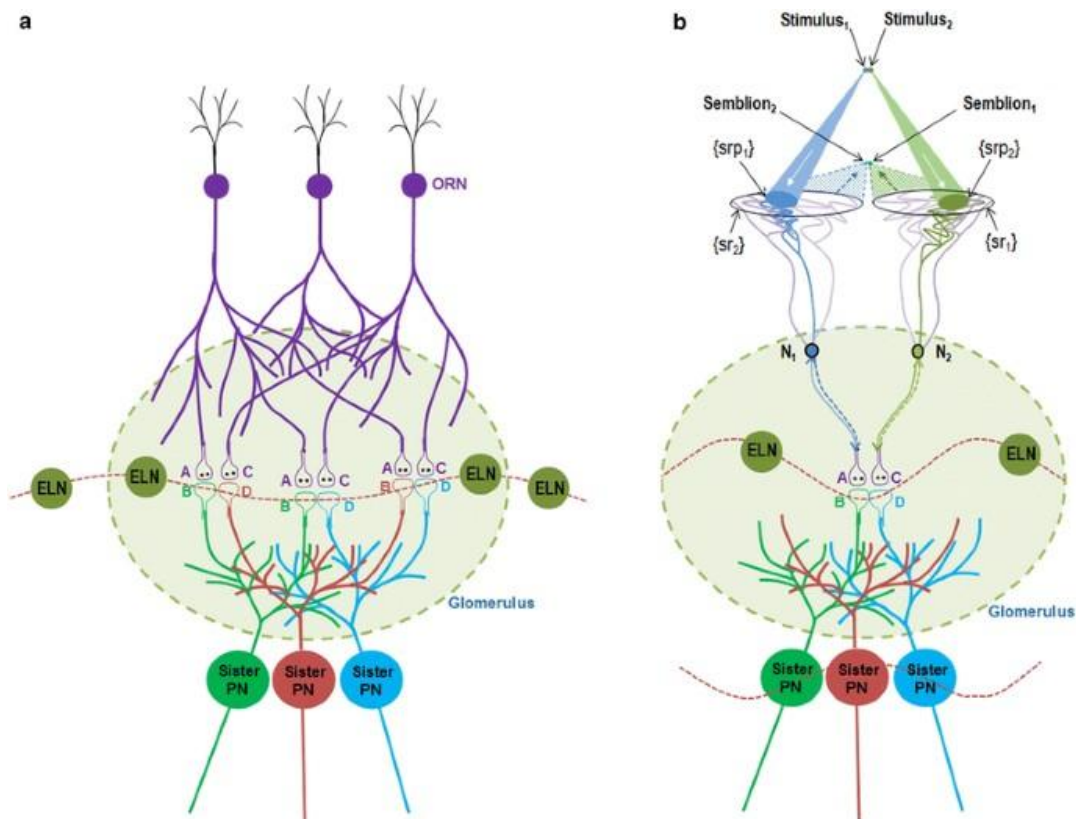 a
ORN
A
C
A
C
A
C
ELN
ELN
ELN
ELN
B
D
B
D
B
D
Glomerulus
Sister
PN
Sister
PN
Sister
PN
b
Stimulus₁
Stimulus₂
Semblion₂
Semblion₁
{srp₁}
{srp₂}
{sr₂}
{sr₁}
N₁
N₂
ELN
ELN
A
C
B
D
Glomerulus
Sister
PN
Sister
PN
Sister
PN